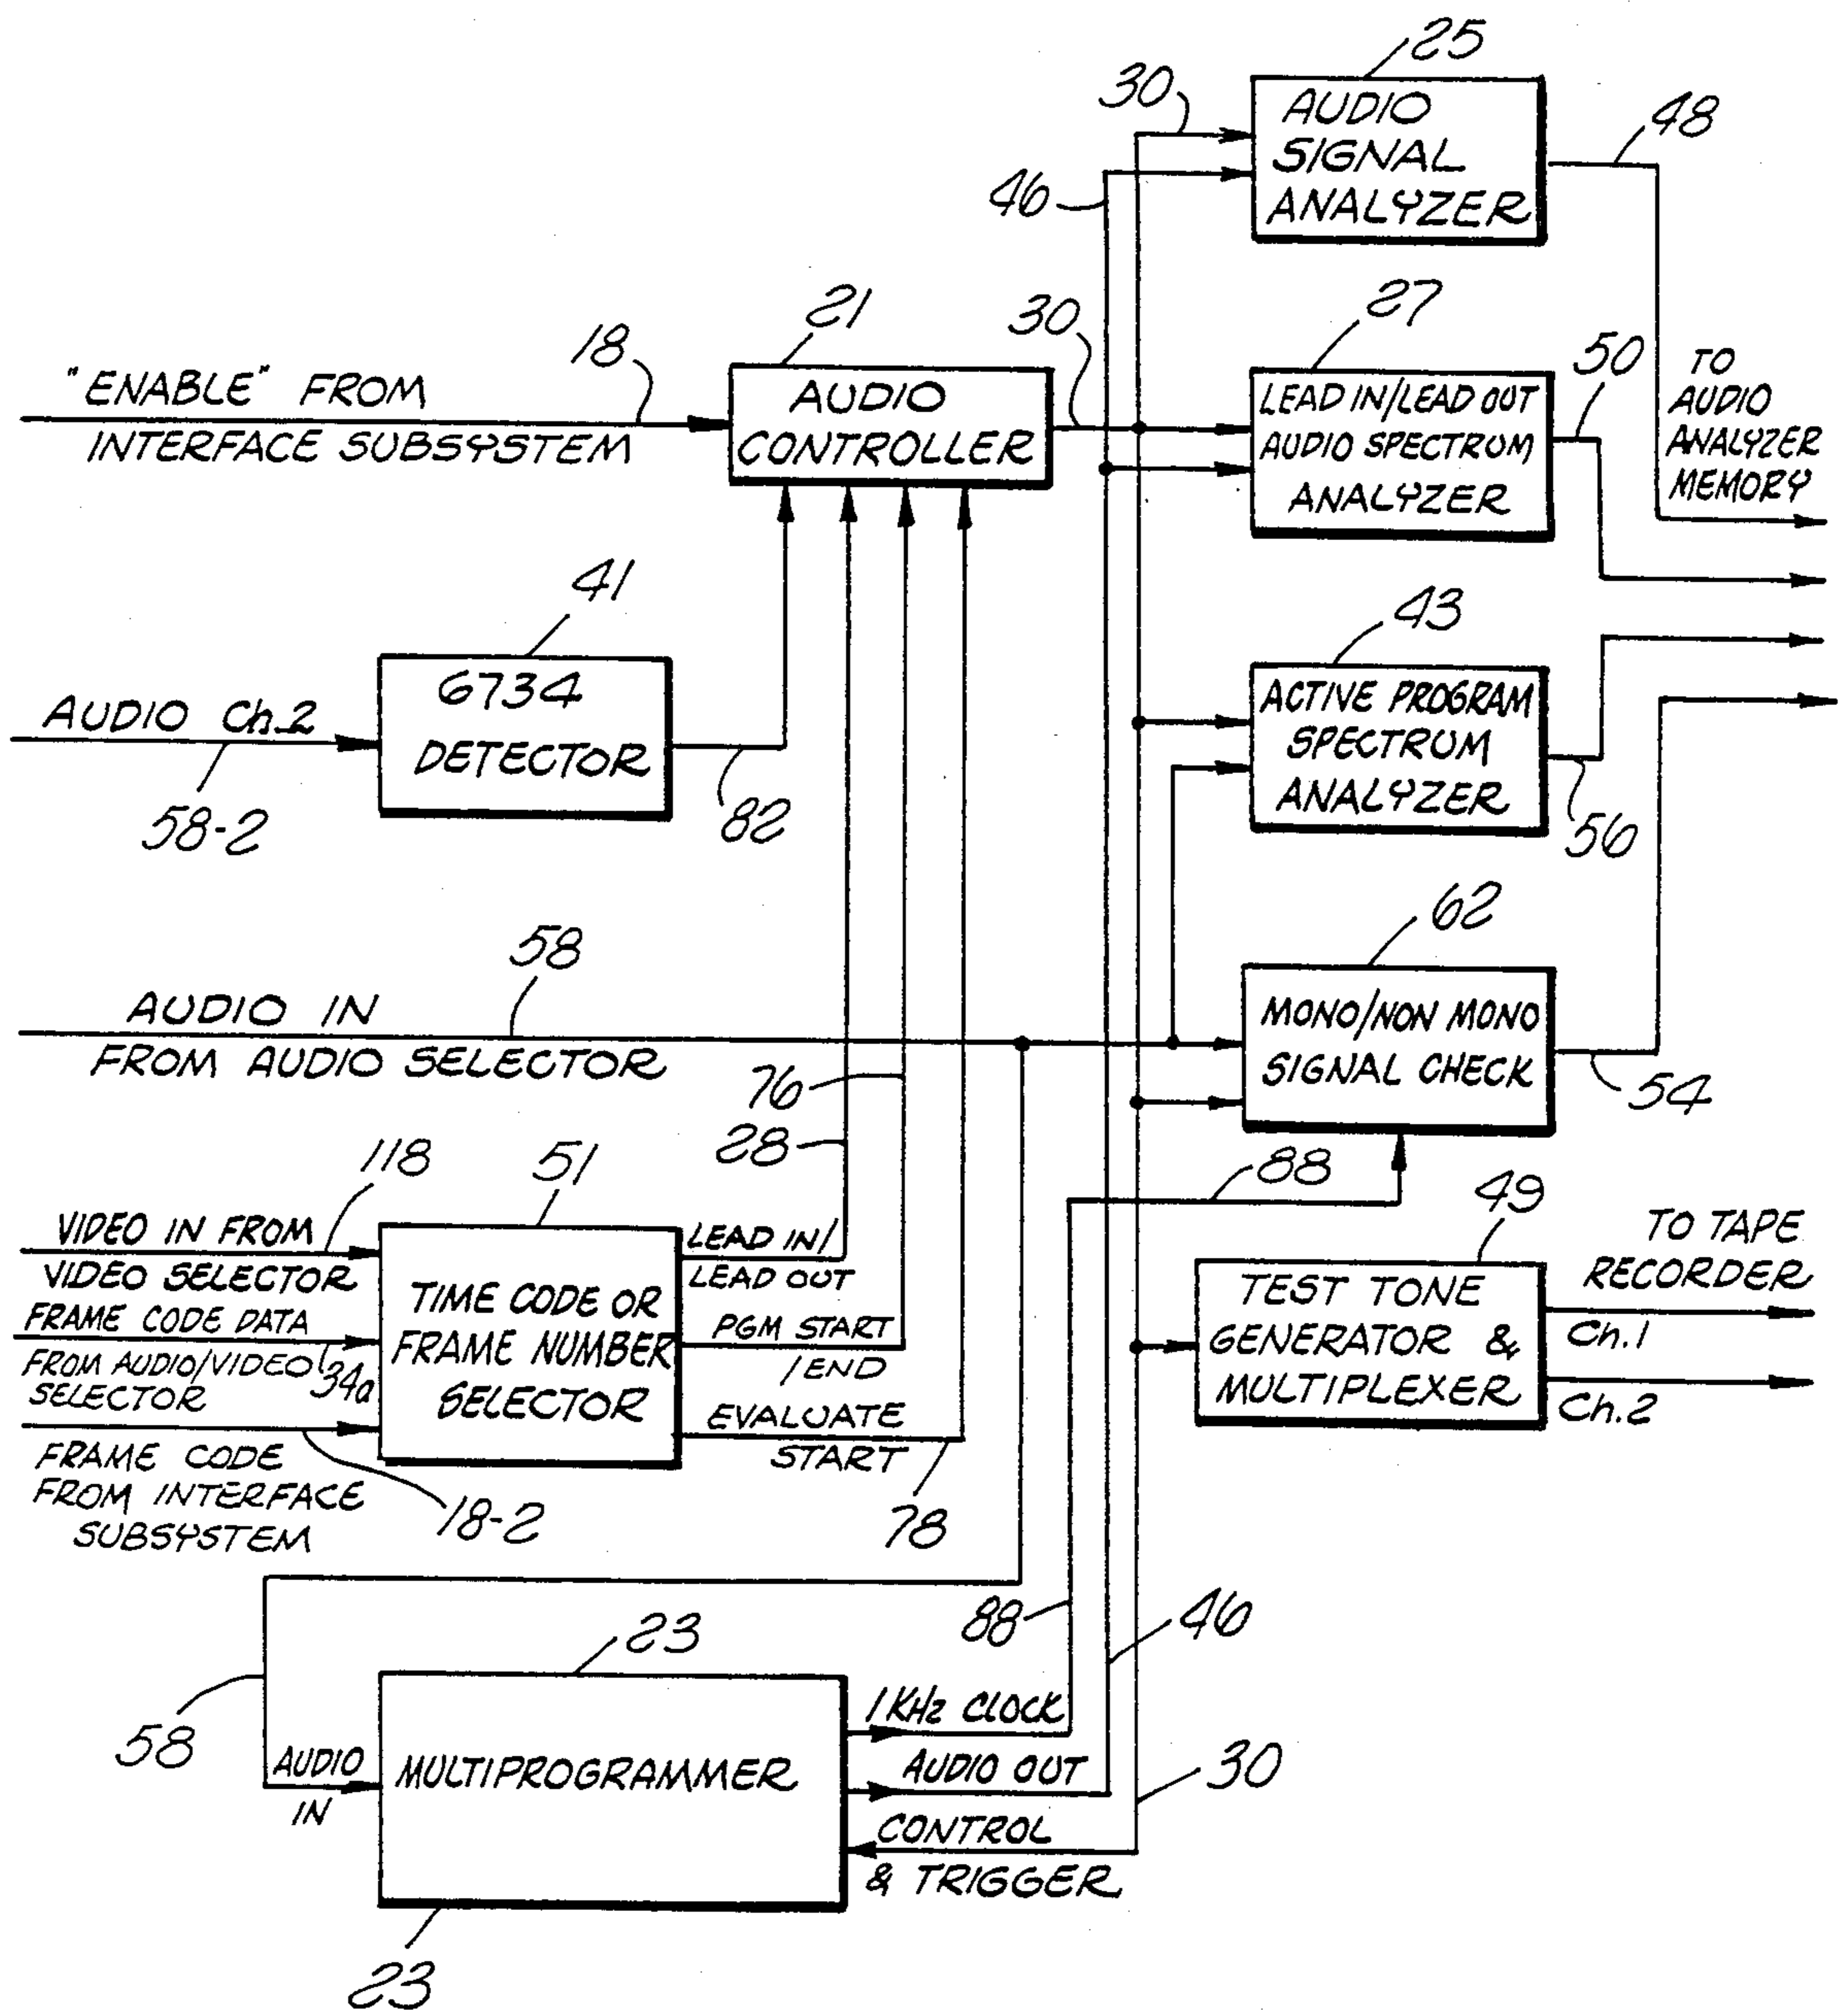 25
30
AUDIO
SIGNAL
ANALYZER
48
46
21
30
27
18
"ENABLE" FROM
INTERFACE SUBSYSTEM
AUDIO
CONTROLLER
LEAD IN/LEAD OUT
AUDIO SPECTRUM
ANALYZER
50
TO
AUDIO
ANALYZER
MEMORY
41
43
AUDIO Ch.2
58-2
6734
DETECTOR
82
ACTIVE PROGRAM
SPECTRUM
ANALYZER
56
62
58
AUDIO IN
FROM AUDIO SELECTOR
MONO/NON MONO
SIGNAL CHECK
54
76
28
88
118
51
49
VIDEO IN FROM
VIDEO SELECTOR
FRAME CODE DATA
FROM AUDIO/VIDEO
SELECTOR
34a
FRAME CODE
FROM INTERFACE
SUBSYSTEM
18-2
TIME CODE OR
FRAME NUMBER
SELECTOR
LEAD IN/
LEAD OUT
PGM START
/END
EVALUATE
START
78
TEST TONE
GENERATOR &
MULTIPLEXER
TO TAPE
RECORDER
Ch.1
Ch.2
88
46
23
58
AUDIO
IN
MULTIPROGRAMMER
1 KHz CLOCK
AUDIO OUT
CONTROL
& TRIGGER
30
23